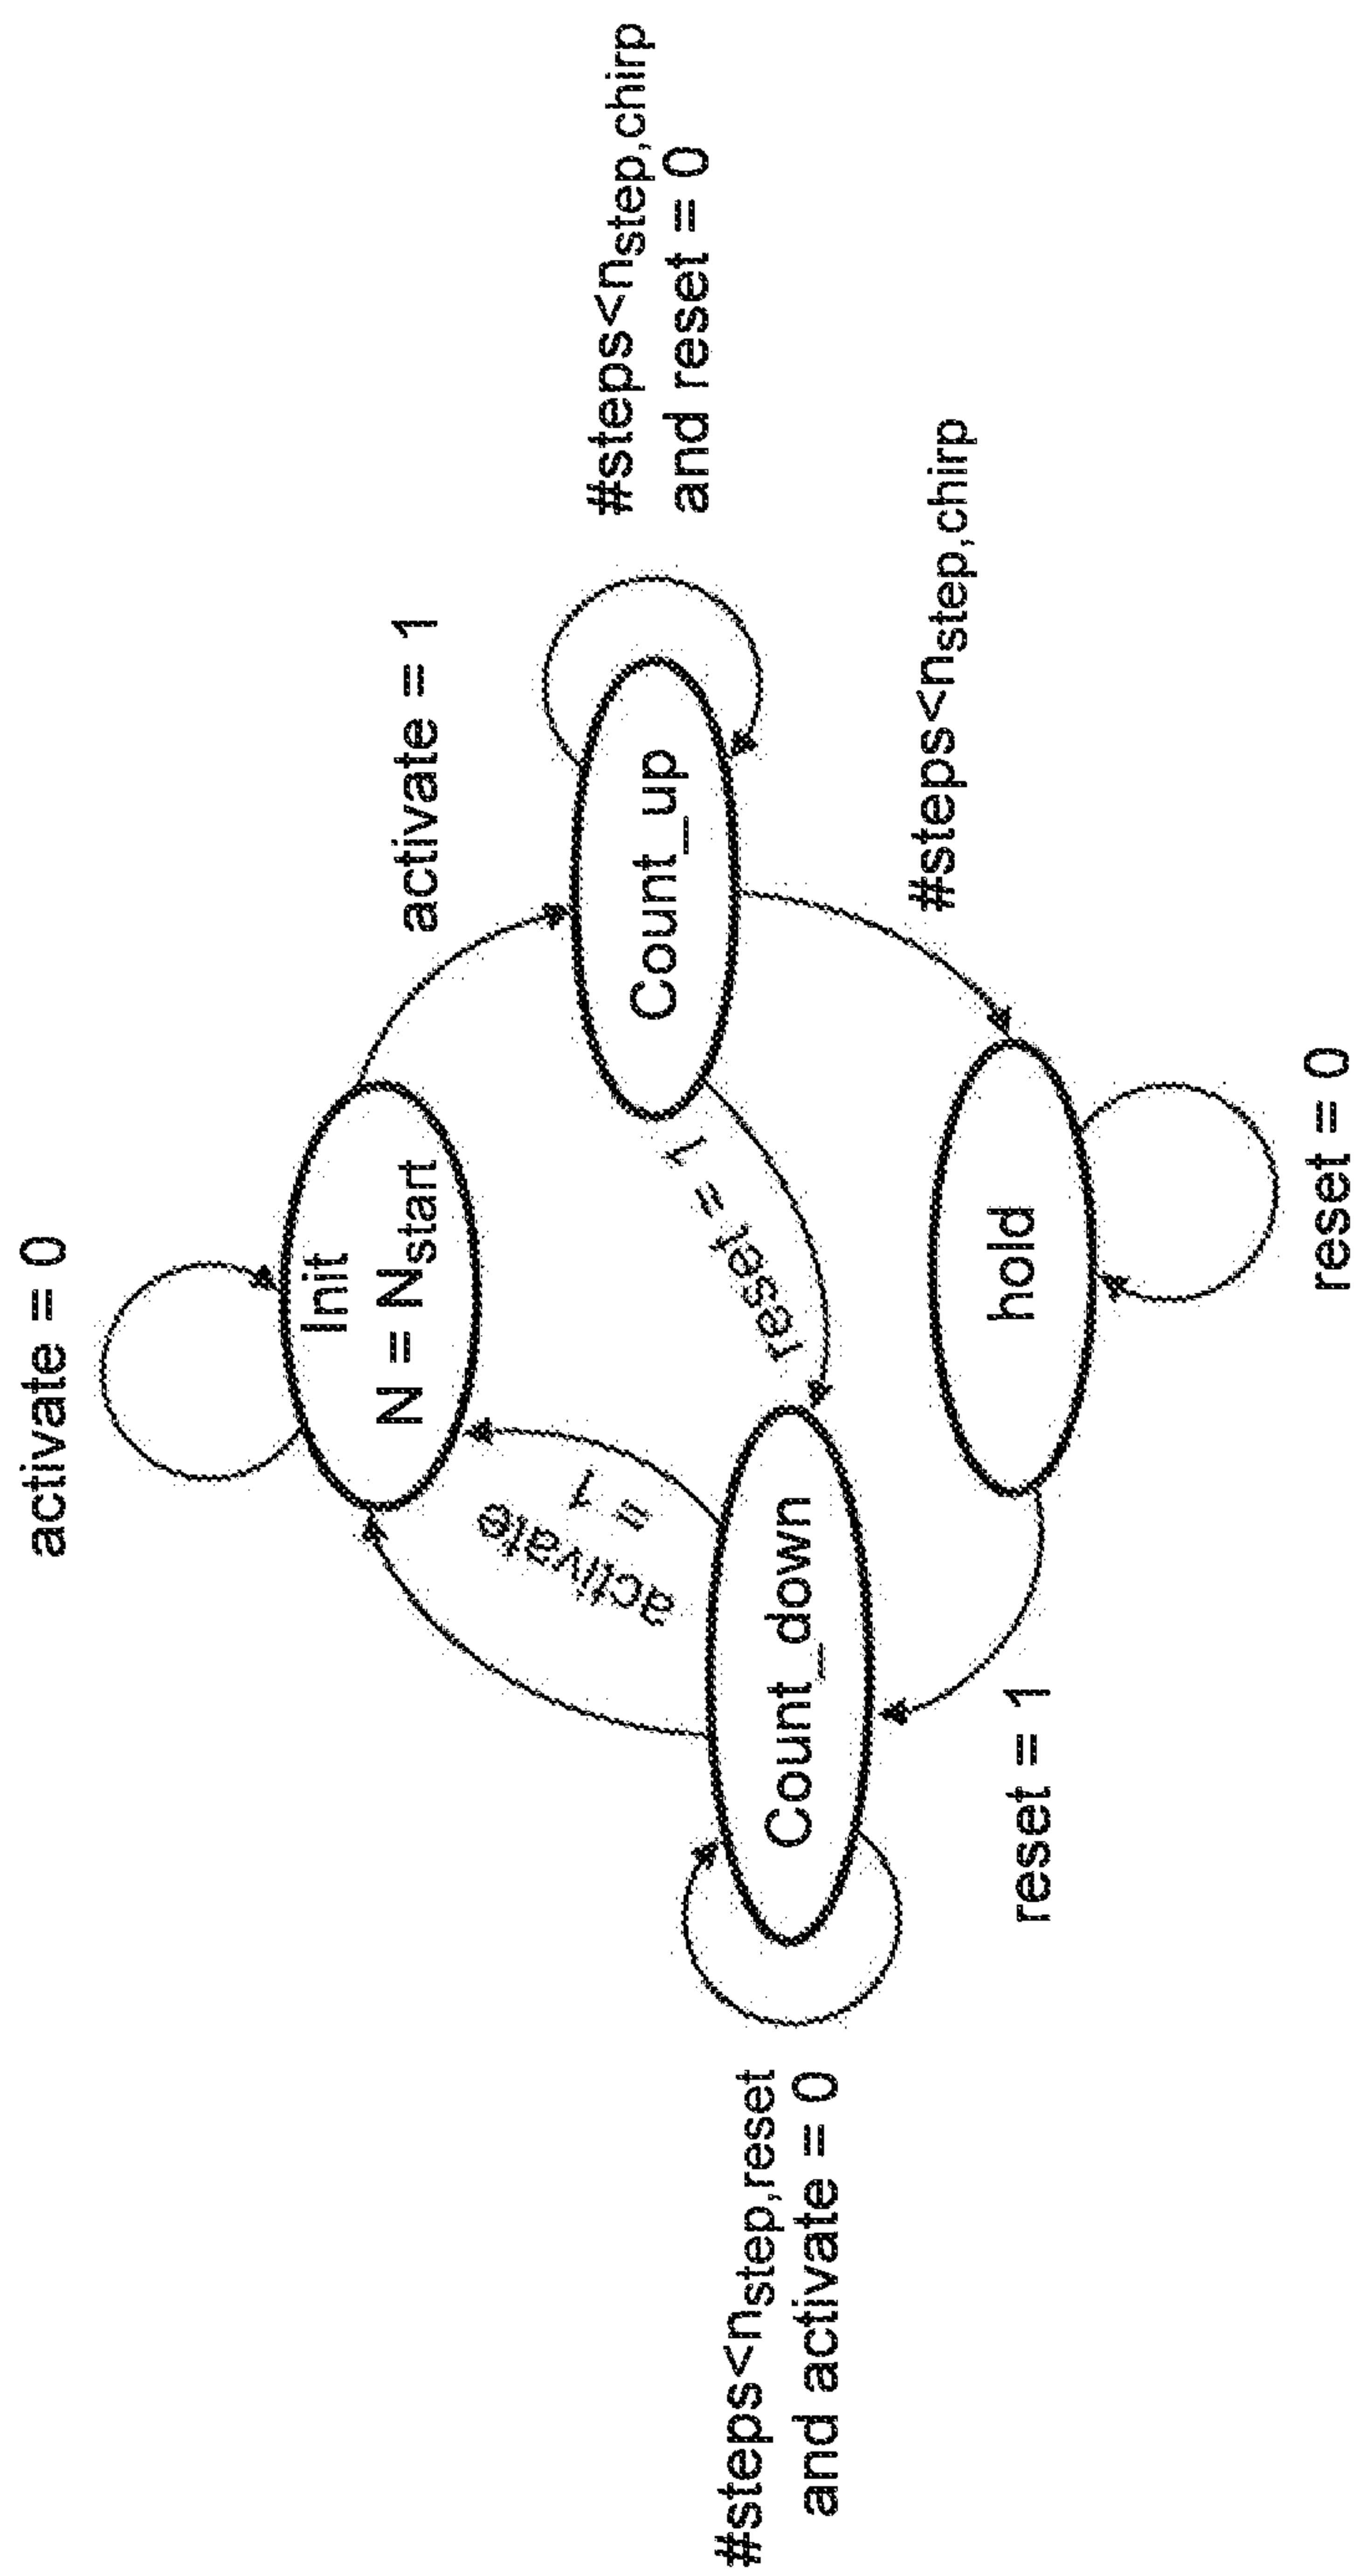 activate = 0
Init
N = Nstart
activate = 1
#steps<nstep,chirp
and reset = 0
Count_up
activate
= 1
reset = 1
#steps<nstep,reset
and activate = 0
Count_down
#steps<nstep,chirp
hold
reset = 1
reset = 0